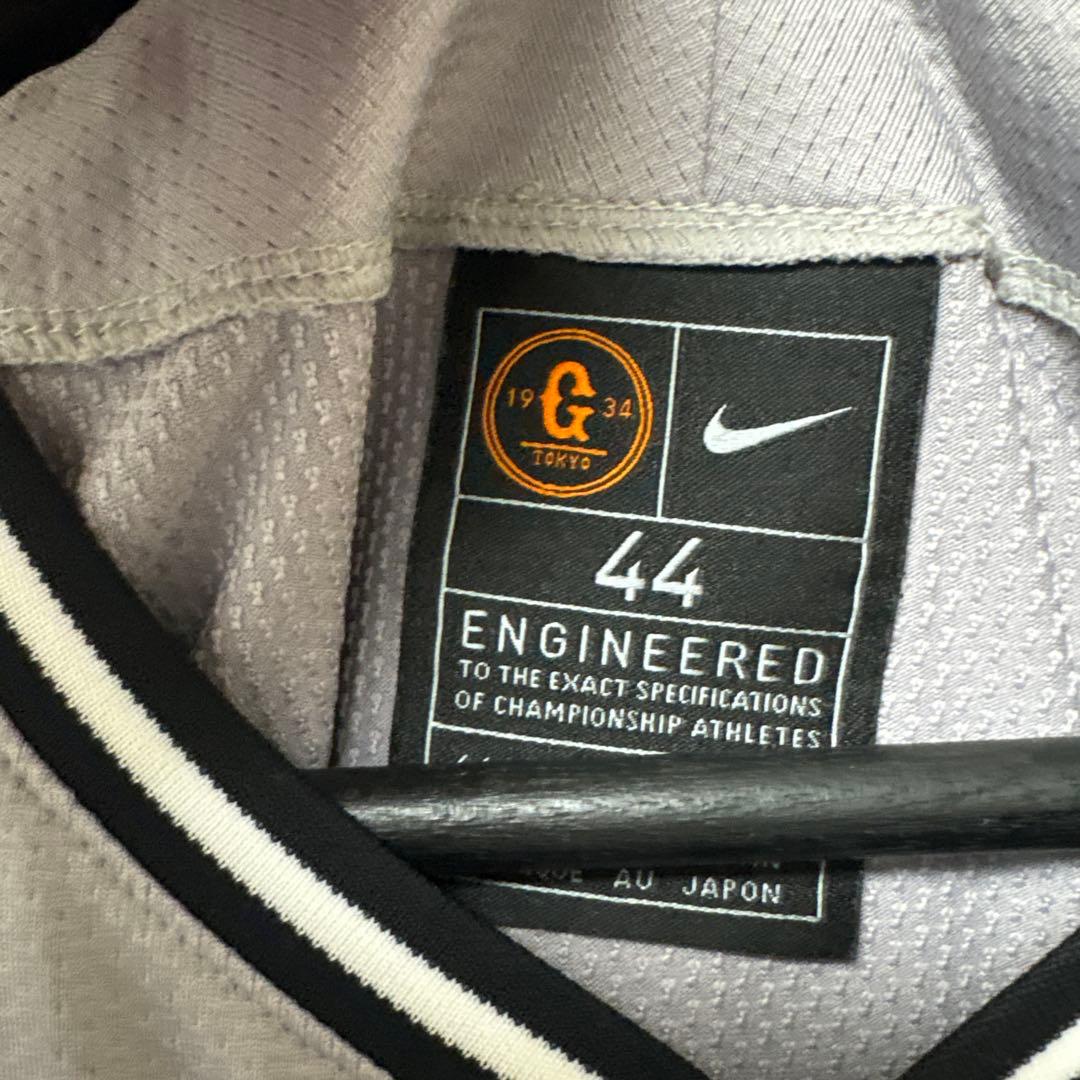 19 G 34
TOKYO
44
ENGINEERED
TO THE EXACT SPECIFICATIONS
OF CHAMPIONSHIP ATHLETES
AU JAPON